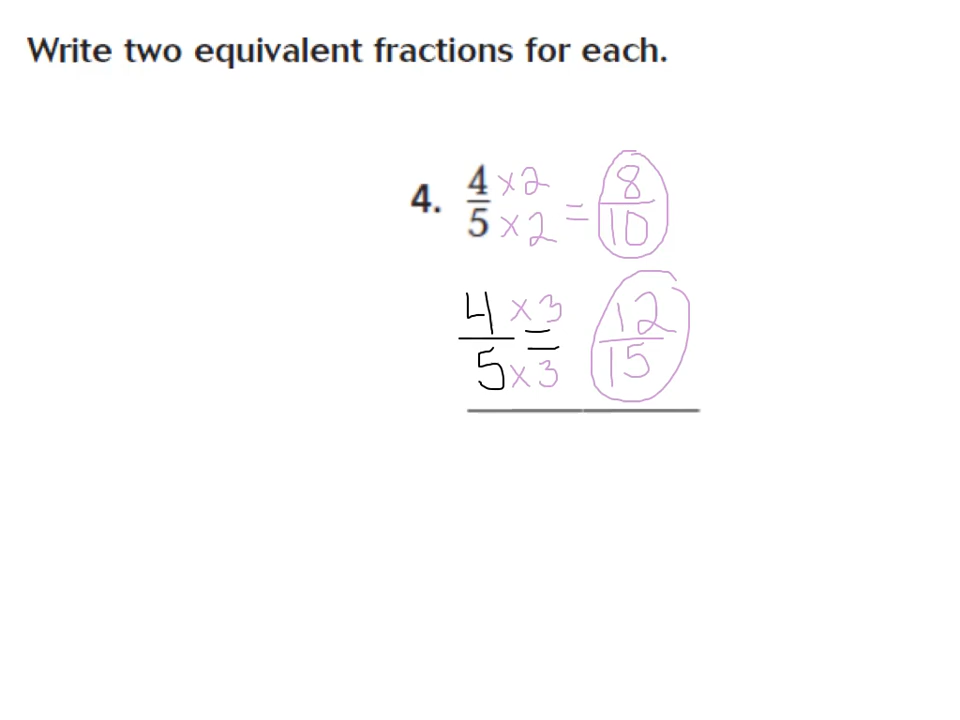 Write two equivalent fractions for each.
4. 4/5 ×2/×2 = 8/10
4/5 ×3/×3 = 12/15